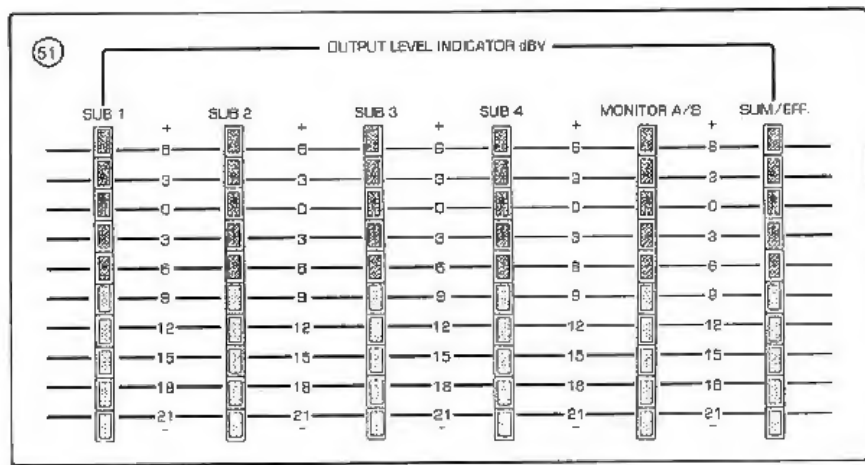 51
OUTPUT LEVEL INDICATOR dBV
SUB 1 SUB 2 SUB 3 SUB 4 MONITOR A/B SUM/EFF.
+ + + + +
6 6 6 6 6
3 3 3 3 3
0 0 0 0 0
3 3 3 3 3
6 6 6 6 6
9 9 9 9 9
12 12 12 12 12
15 15 15 15 15
18 18 18 18 18
21 21 21 21 21
- - - - -